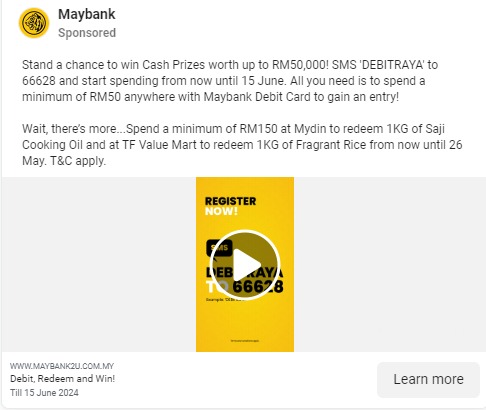 Maybank
Sponsored
Stand a chance to win Cash Prizes worth up to RM50,000! SMS 'DEBITRAYA' to
66628 and start spending from now until 15 June. All you need is to spend a
minimum of RM50 anywhere with Maybank Debit Card to gain an entry!
Wait, there's more...Spend a minimum of RM150 at Mydin to redeem 1KG of Saji
Cooking Oil and at TF Value Mart to redeem 1KG of Fragrant Rice from now until 26
May. T&C apply.
REGISTER
NOW!
SMS
DEBITRAYA
TO 66628
WWW.MAYBANK2U.COM.MY
Debit, Redeem and Win!
Till 15 June 2024
Learn more